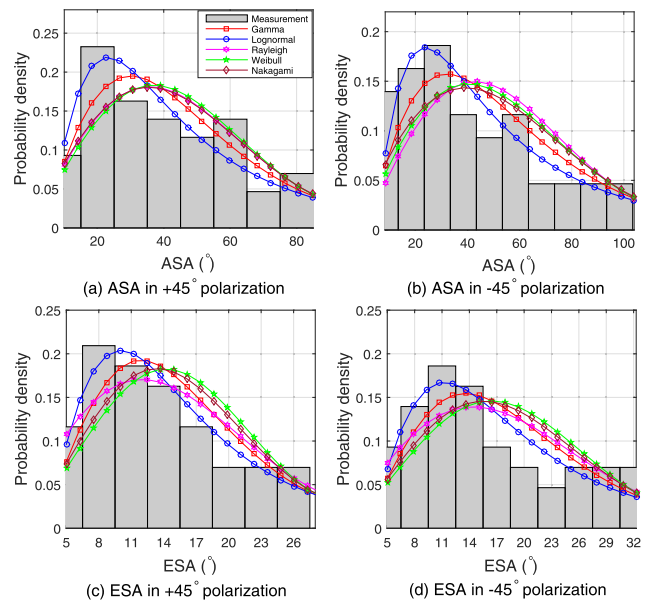 Measurement
Gamma
Lognormal
Rayleigh
Weibull
Nakagami
Probability density
0.25
0.2
0.15
0.1
0.05
0
20 40 60 80
ASA (°)
(a) ASA in +45° polarization
Probability density
0.2
0.15
0.1
0.05
0
20 40 60 80 100
ASA (°)
(b) ASA in -45° polarization
Probability density
0.25
0.2
0.15
0.1
0.05
0
5 8 11 14 17 20 23 26
ESA (°)
(c) ESA in +45° polarization
Probability density
0.25
0.2
0.15
0.1
0.05
0
5 8 11 14 17 20 23 26 29 32
ESA (°)
(d) ESA in -45° polarization